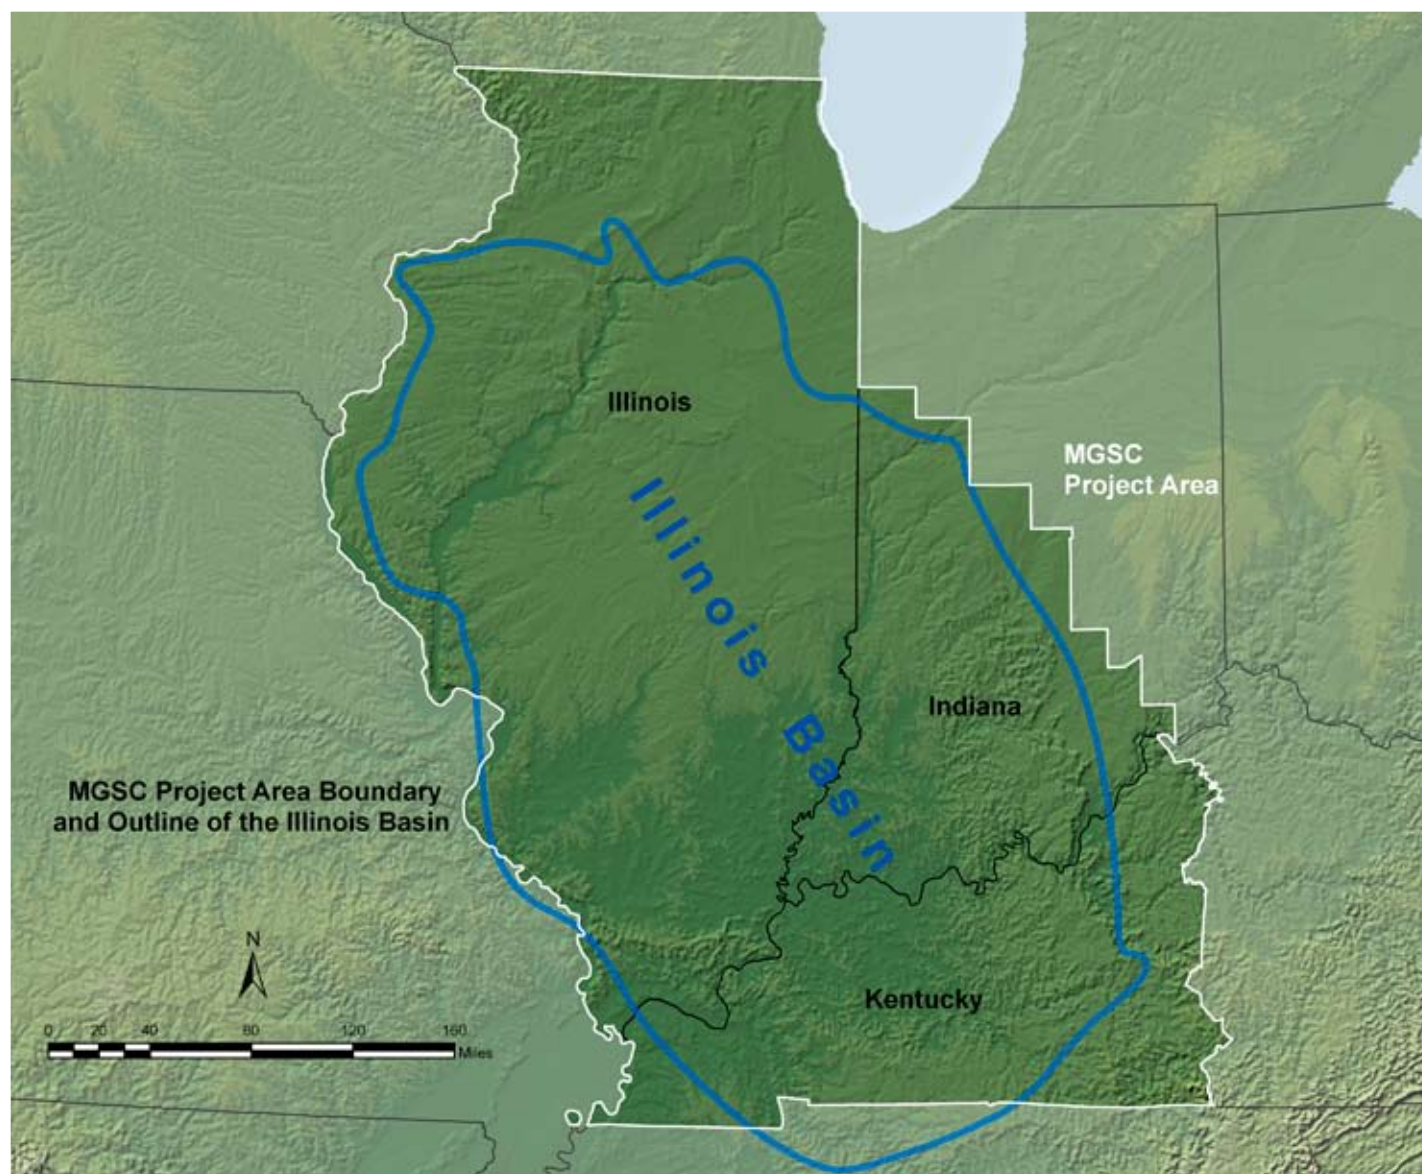 Illinois
MGSC
Project Area
Illinois Basin
Indiana
MGSC Project Area Boundary
and Outline of the Illinois Basin
N
Kentucky
0 20 40 80 120 160
Miles